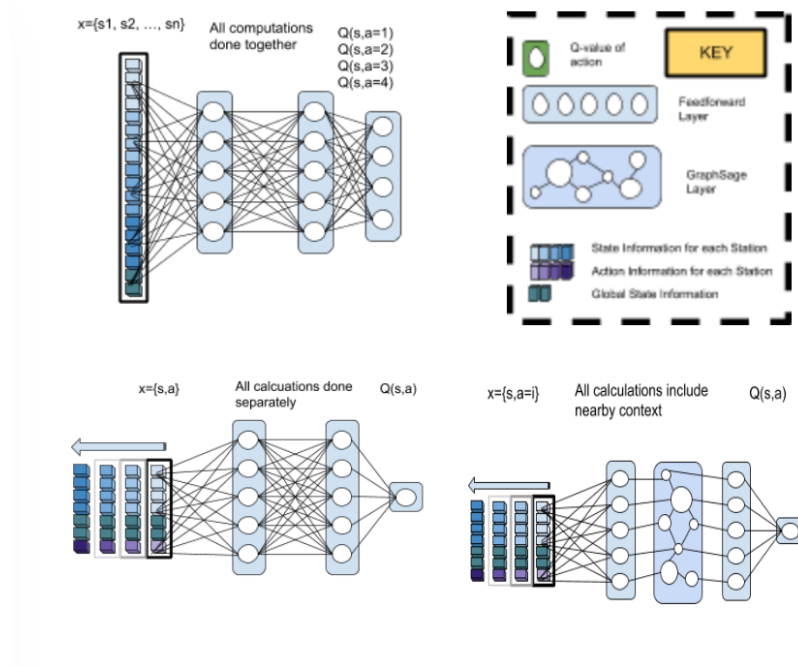 x={s1, s2, ..., sn}
All computations
done together
Q(s,a=1)
Q(s,a=2)
Q(s,a=3)
Q(s,a=4)
Q-value of
action
KEY
Feedforward
Layer
GraphSage
Layer
State Information for each Station
Action Information for each Station
Global State Information
x={s,a}
All calcuations done
separately
Q(s,a)
x={s,a=i}
All calculations include
nearby context
Q(s,a)